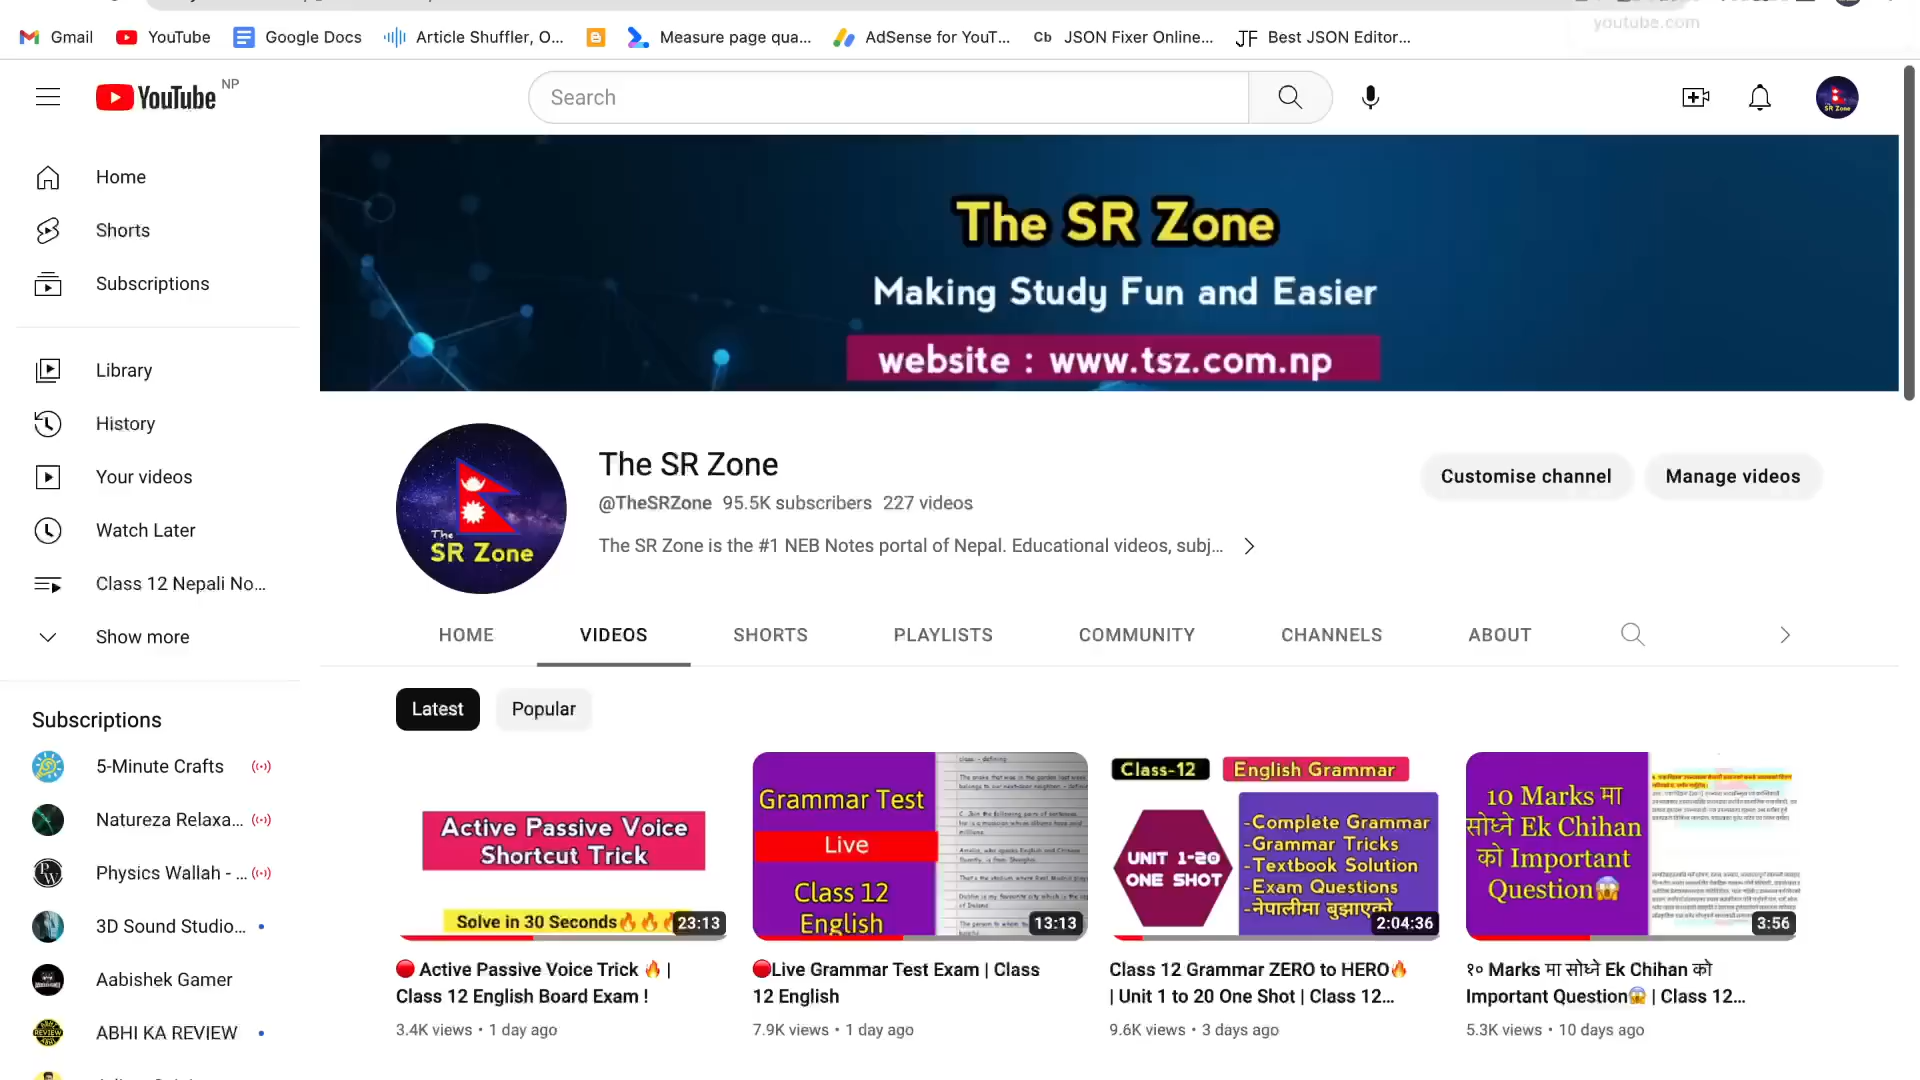 youtube.com
Gmail
YouTube
Google Docs
Article Shuffler, O...
Measure page qua...
AdSense for YouT...
Cb JSON Fixer Online...
JF Best JSON Editor...
YouTube NP
Search
SR Zone
Home
Shorts
Subscriptions
Library
History
Your videos
Watch Later
Class 12 Nepali No...
Show more
Subscriptions
5-Minute Crafts
Natureza Relaxa...
Physics Wallah - ...
3D Sound Studio...
Aabishek Gamer
ABHI KA REVIEW
The SR Zone
Making Study Fun and Easier
website : www.tsz.com.np
The
SR Zone
The SR Zone
@TheSRZone 95.5K subscribers 227 videos
The SR Zone is the #1 NEB Notes portal of Nepal. Educational videos, subj...
Customise channel
Manage videos
HOME
VIDEOS
SHORTS
PLAYLISTS
COMMUNITY
CHANNELS
ABOUT
Latest
Popular
Active Passive Voice
Shortcut Trick
Solve in 30 Seconds🔥🔥🔥
23:13
🔴 Active Passive Voice Trick 🔥 |
Class 12 English Board Exam !
3.4K views • 1 day ago
Grammar Test
Live
Class 12
English
13:13
🔴Live Grammar Test Exam | Class
12 English
7.9K views • 1 day ago
Class-12
English Grammar
UNIT 1-20
ONE SHOT
-Complete Grammar
-Grammar Tricks
-Textbook Solution
-Exam Questions
-नेपालीमा बुझाएको
2:04:36
Class 12 Grammar ZERO to HERO🔥
| Unit 1 to 20 One Shot | Class 12...
9.6K views • 3 days ago
10 Marks मा
सोध्ने Ek Chihan
को Important
Question😱
3:56
१० Marks मा सोध्ने Ek Chihan को
Important Question😱 | Class 12...
5.3K views • 10 days ago